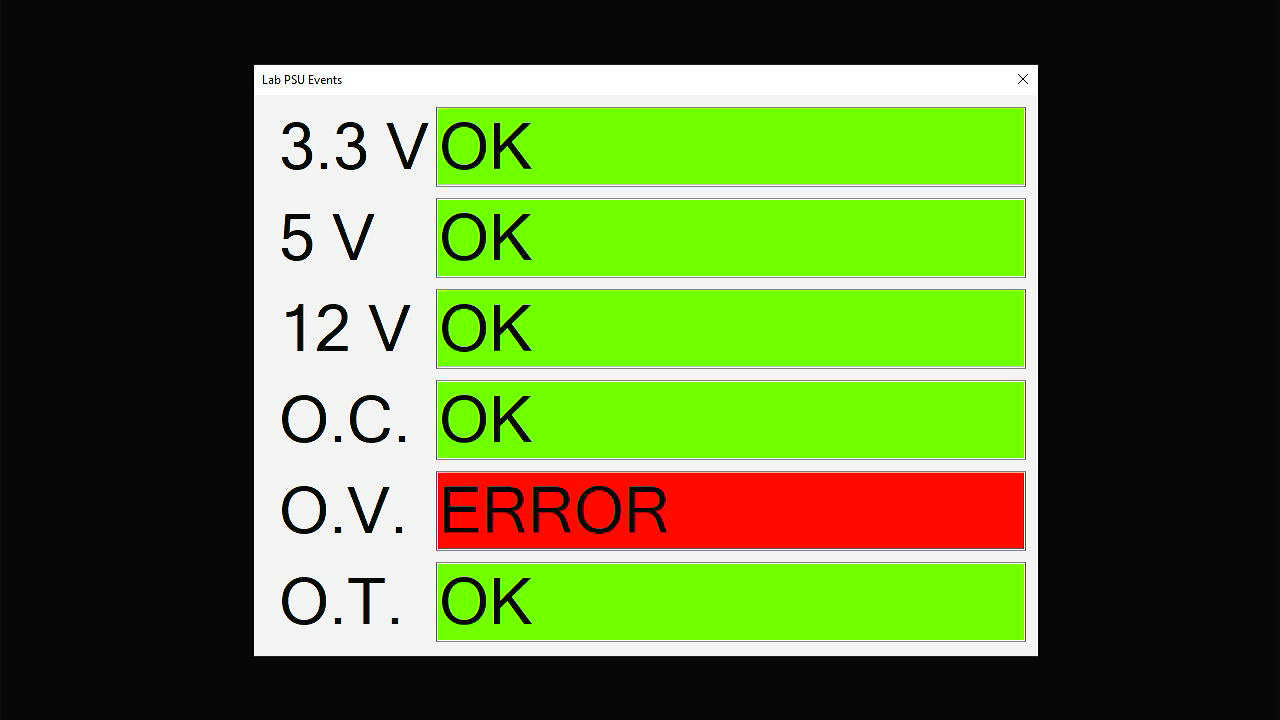 Lab PSU Events
3.3 V OK
5 V OK
12 V OK
O.C. OK
O.V. ERROR
O.T. OK